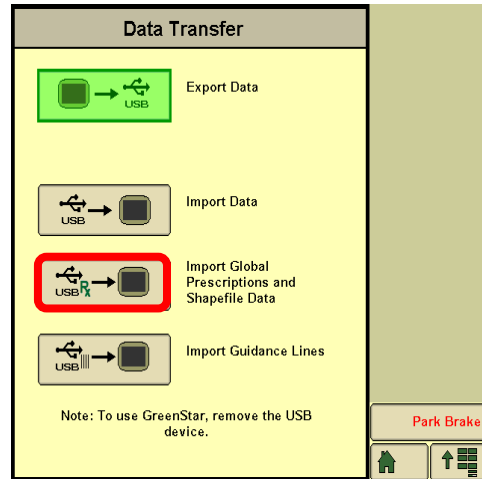 Data Transfer
USB
Export Data
USB
Import Data
USB Rx
Import Global
Prescriptions and
Shapefile Data
USB
Import Guidance Lines
Note: To use GreenStar, remove the USB
device.
Park Brake